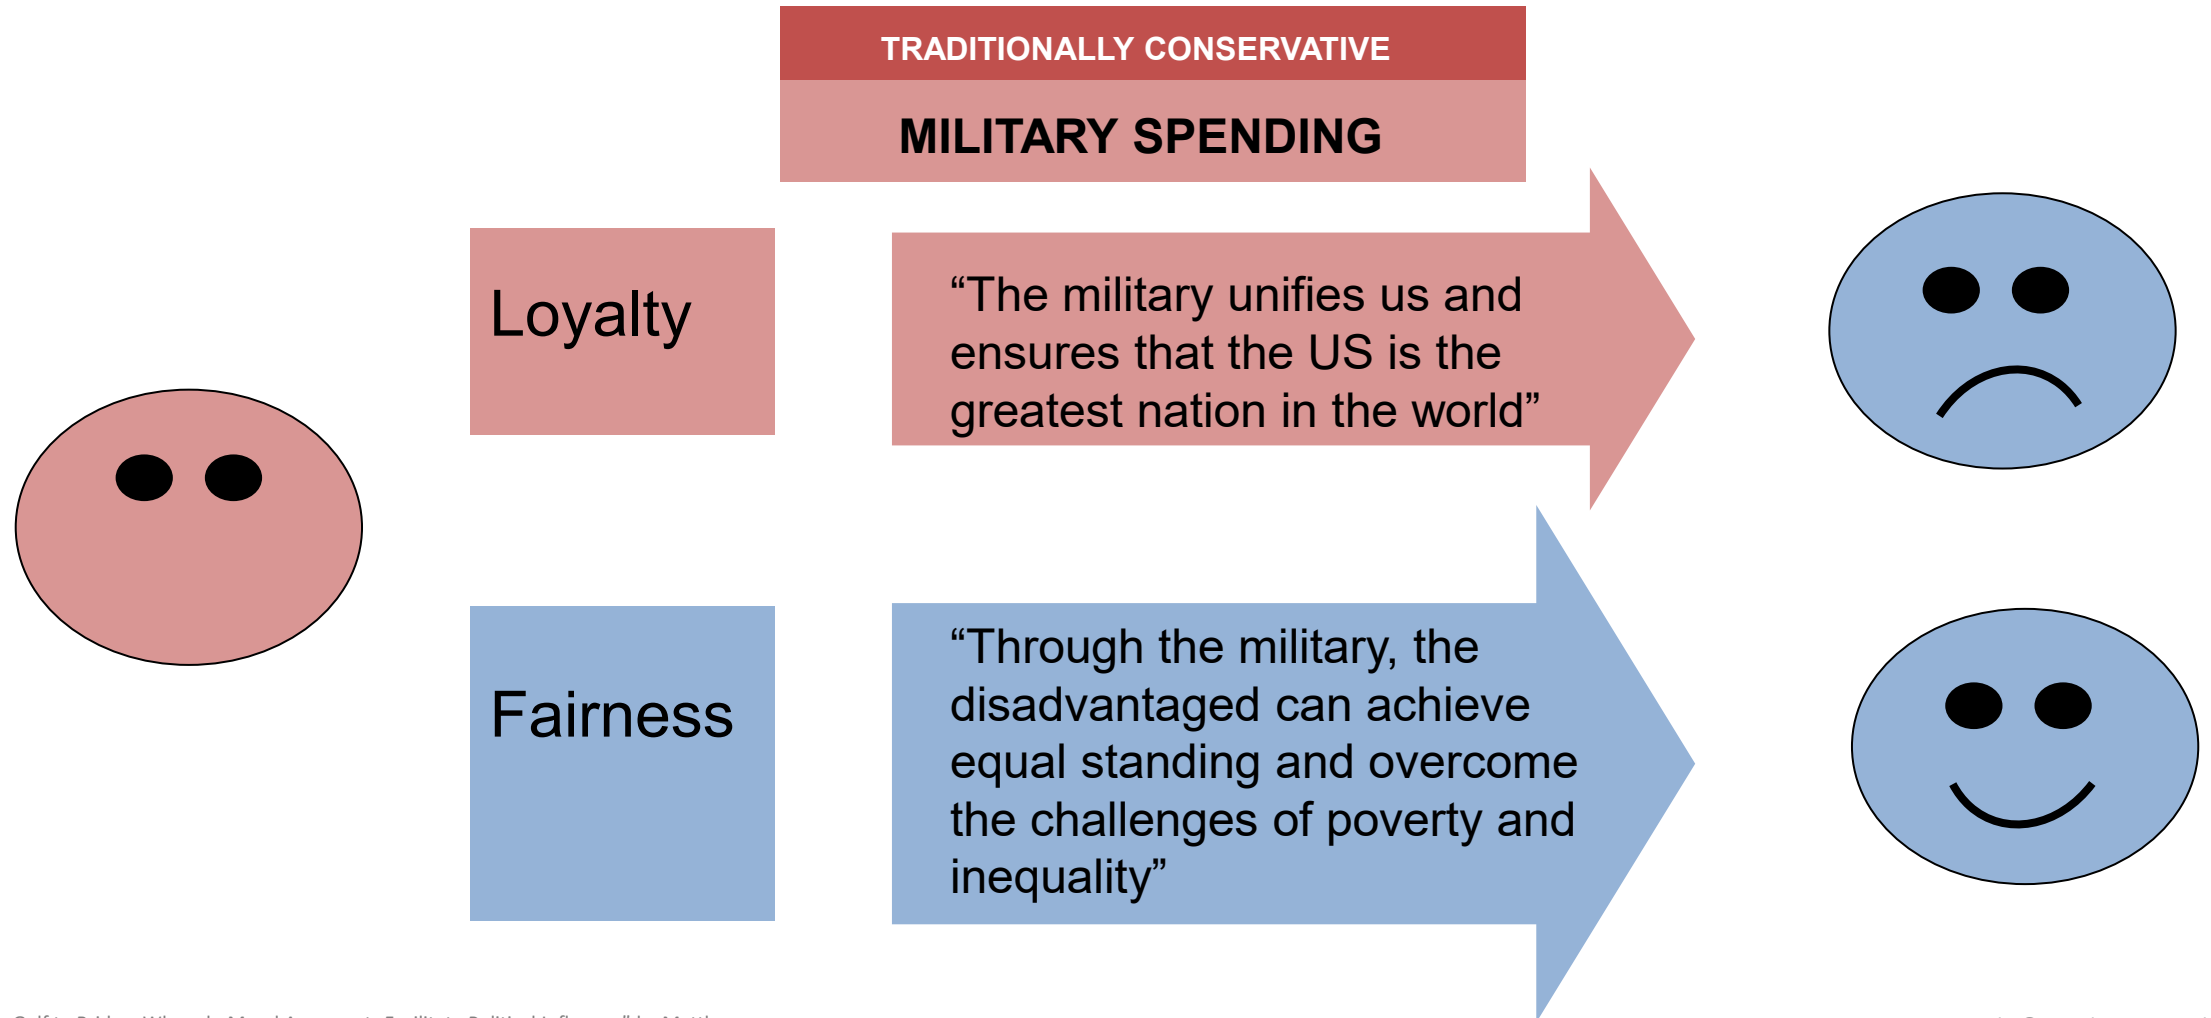 TRADITIONALLY CONSERVATIVE
MILITARY SPENDING
Loyalty
“The military unifies us and
ensures that the US is the
greatest nation in the world”
Fairness
“Through the military, the
disadvantaged can achieve
equal standing and overcome
the challenges of poverty and
inequality”